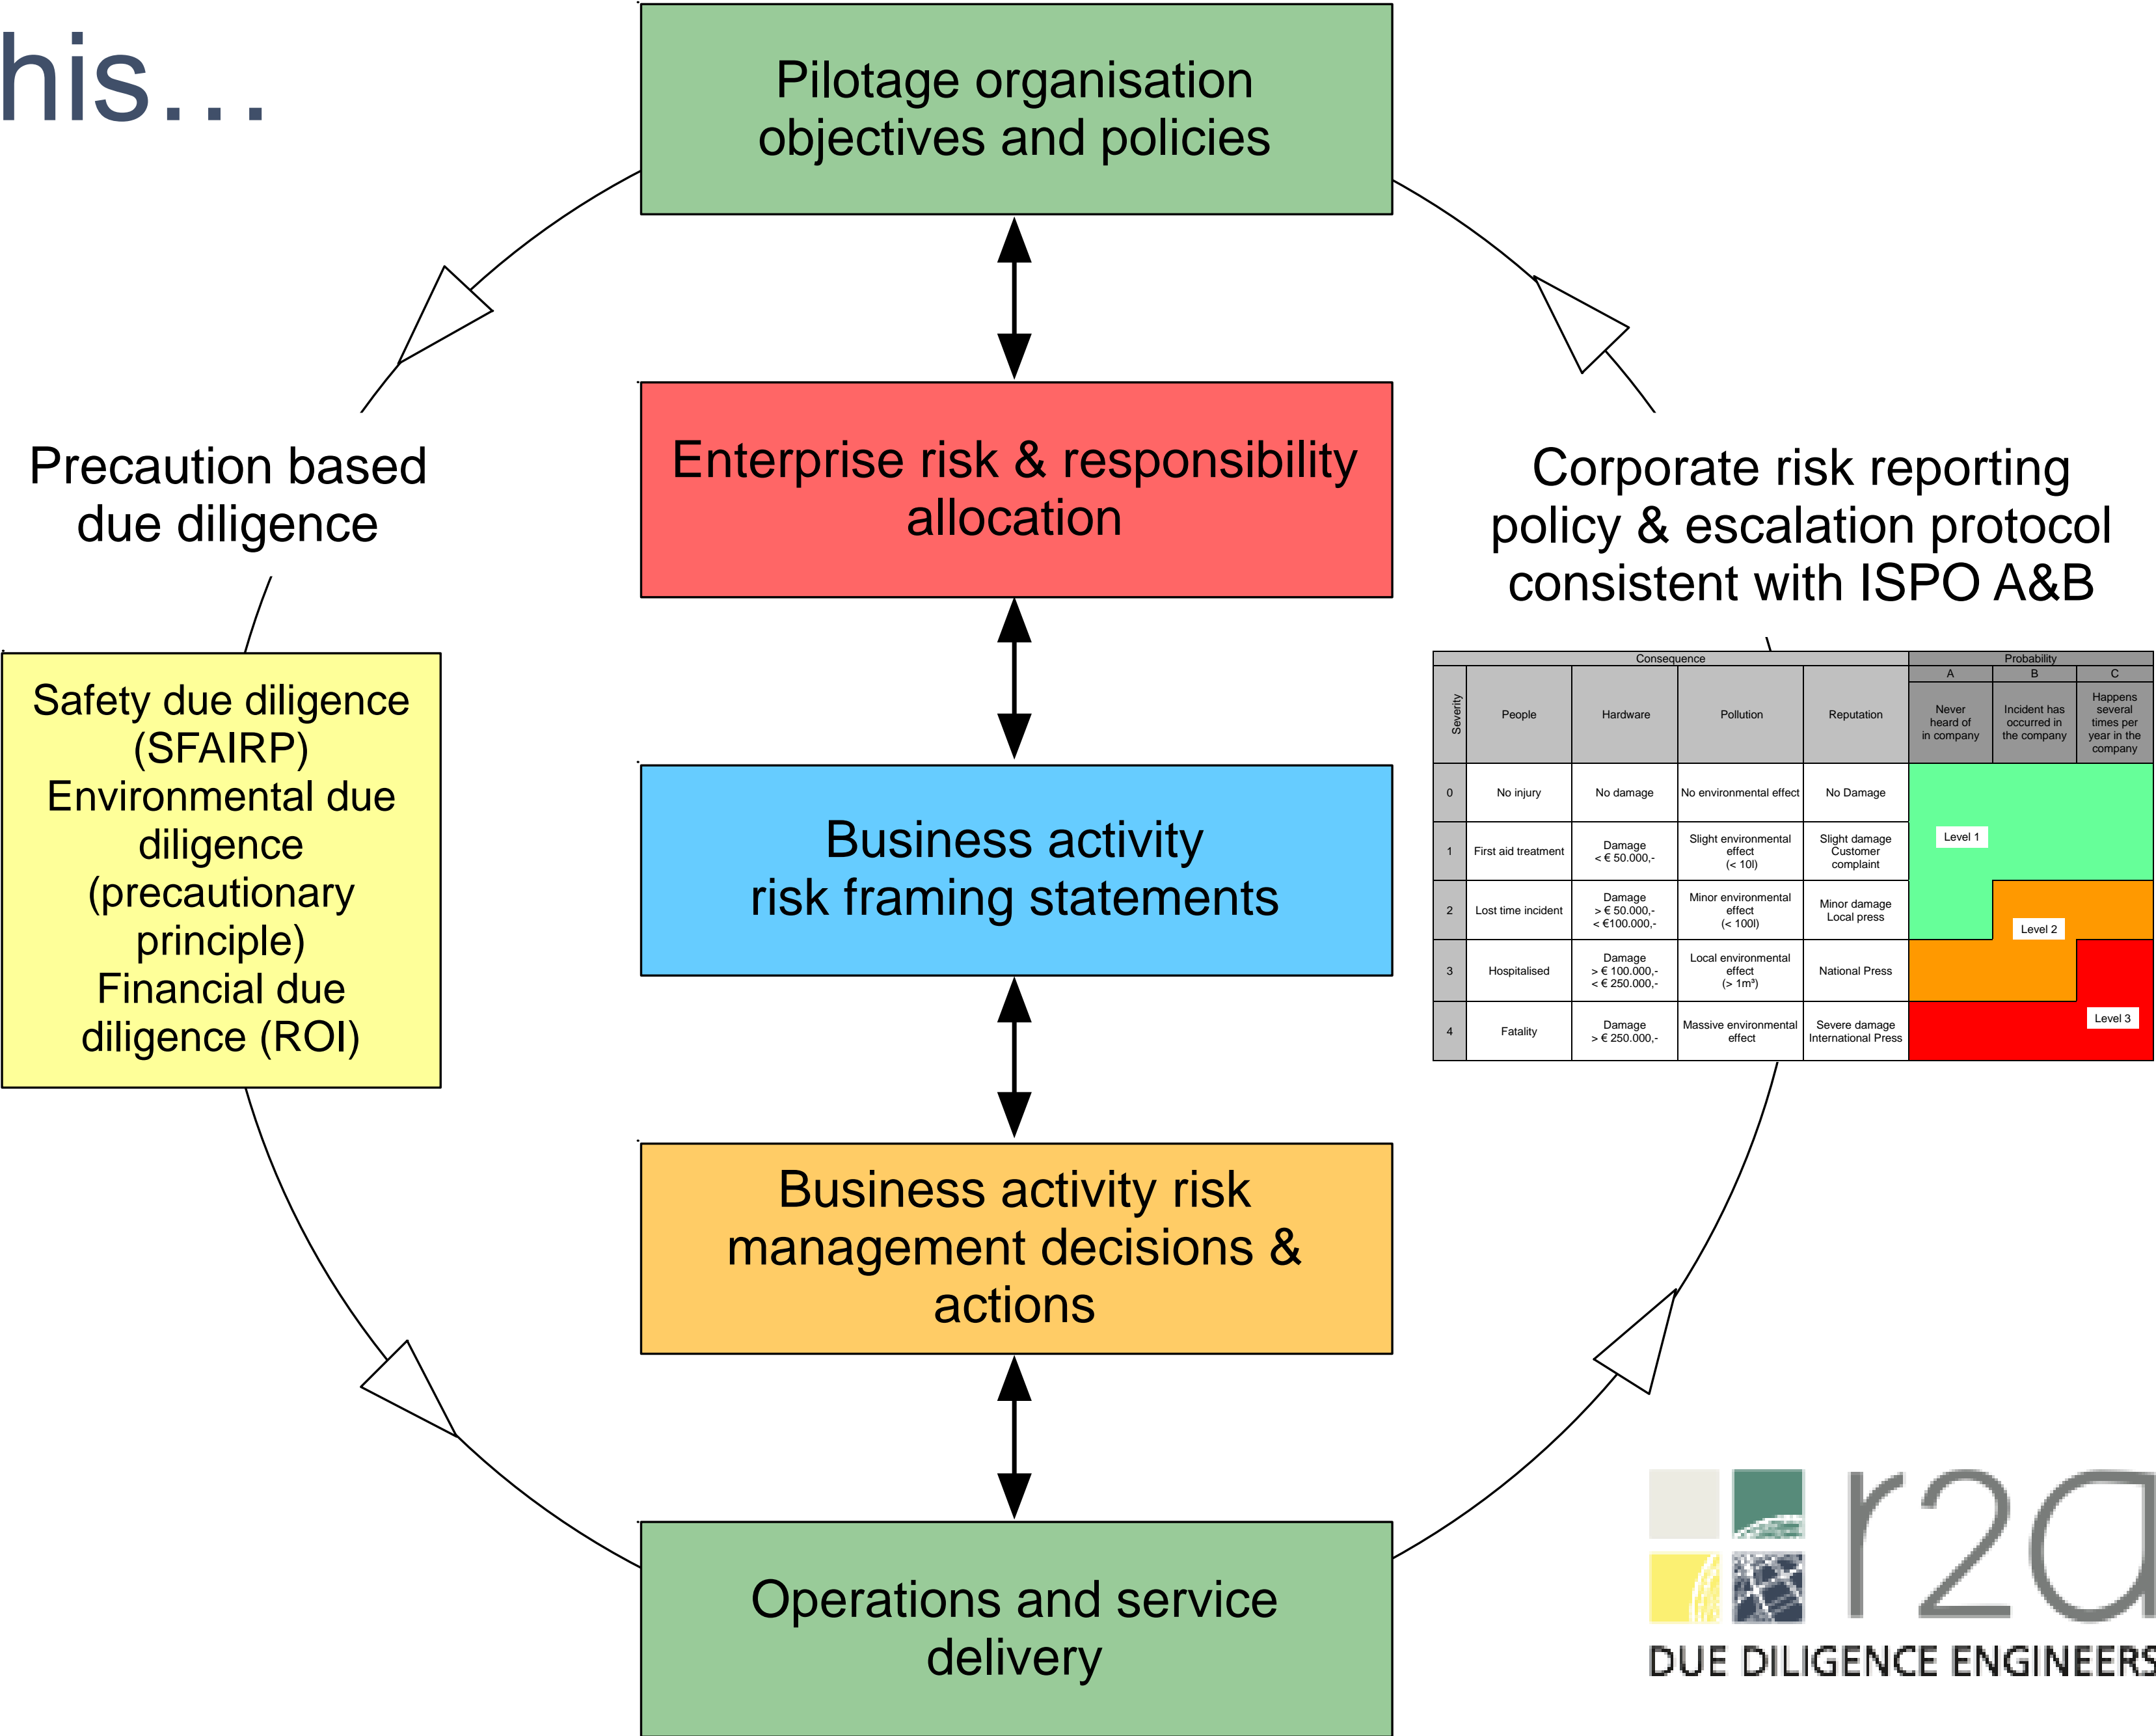 his...
Pilotage organisation
objectives and policies
Precaution based
due diligence
Enterprise risk & responsibility
allocation
Corporate risk reporting
policy & escalation protocol
consistent with ISPO A&B
Safety due diligence
(SFAIRP)
Environmental due
diligence
(precautionary
principle)
Financial due
diligence (ROI)
Business activity
risk framing statements
Business activity risk
management decisions &
actions
Operations and service
delivery
Consequence
Probability
Severity
People
Hardware
Pollution
Reputation
A
B
C
Never
heard of
in company
Incident has
occurred in
the company
Happens
several
times per
year in the
company
0
No injury
No damage
No environmental effect
No Damage
1
First aid treatment
Damage
< € 50.000,-
Slight environmental
effect
(< 10l)
Slight damage
Customer
complaint
Level 1
2
Lost time incident
Damage
> € 50.000,-
< €100.000,-
Minor environmental
effect
(< 100l)
Minor damage
Local press
Level 2
3
Hospitalised
Damage
> € 100.000,-
< € 250.000,-
Local environmental
effect
(> 1m³)
National Press
4
Fatality
Damage
> € 250.000,-
Massive environmental
effect
Severe damage
International Press
Level 3
r2a
DUE DILIGENCE ENGINEERS